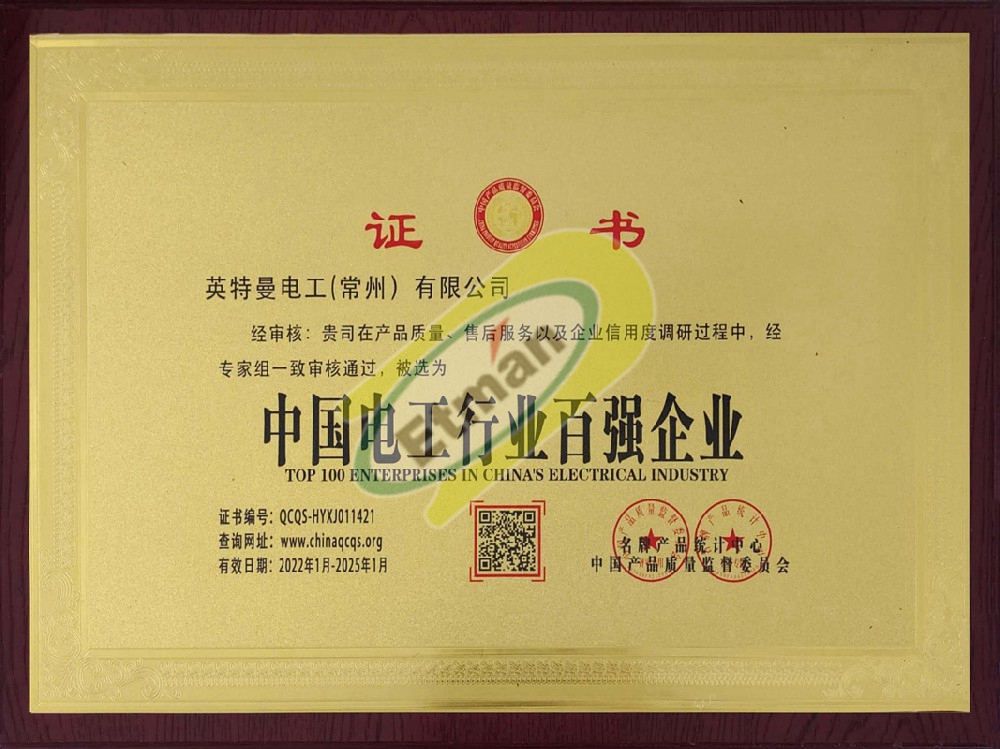 证 书
英特曼电工(常州)有限公司
经审核：贵司在产品质量、售后服务以及企业信用度调研过程中，经
专家组一致审核通过，被选为
中国电工行业百强企业
TOP 100 ENTERPRISES IN CHINA'S ELECTRICAL INDUSTRY
Etman
证书编号：QCQS-HYXJ011421
查询网址：www.chinaqcqs.org
有效日期：2022年1月-2025年1月
名牌产品统计中心
中国产品质量监督委员会